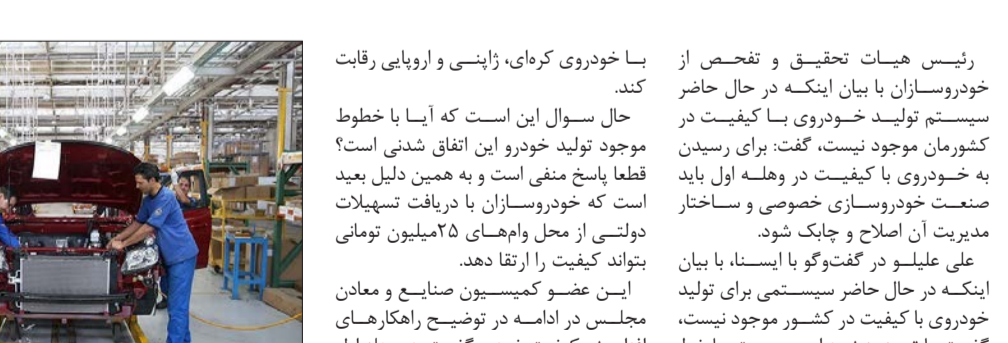 رئیس هیات تحقیق و تفحص از
خودروسازان با بیان اینکه در حال حاضر
سیستم تولید خودروی با کیفیت در
کشورمان موجود نیست، گفت: برای رسیدن
به خودروی با کیفیت در وهله اول باید
صنعت خودروسازی خصوصی و ساختار
مدیریت آن اصلاح و چابک شود.
علی علیلو در گفت‌وگو با ایسنا، با بیان
اینکه در حال حاضر سیستمی برای تولید
خودروی با کیفیت در کشور موجود نیست،
با خودروی کره‌ای، ژاپنی و اروپایی رقابت
کند.
حال سوال این است که آیا با خطوط
موجود تولید خودرو این اتفاق شدنی است؟
قطعا پاسخ منفی است و به همین دلیل بعید
است که خودروسازان با دریافت تسهیلات
دولتی از محل وام‌های ۲۵میلیون تومانی
بتواند کیفیت را ارتقا دهد.
این عضو کمیسیون صنایع و معادن
مجلس در ادامه در توضیح راهکارهای